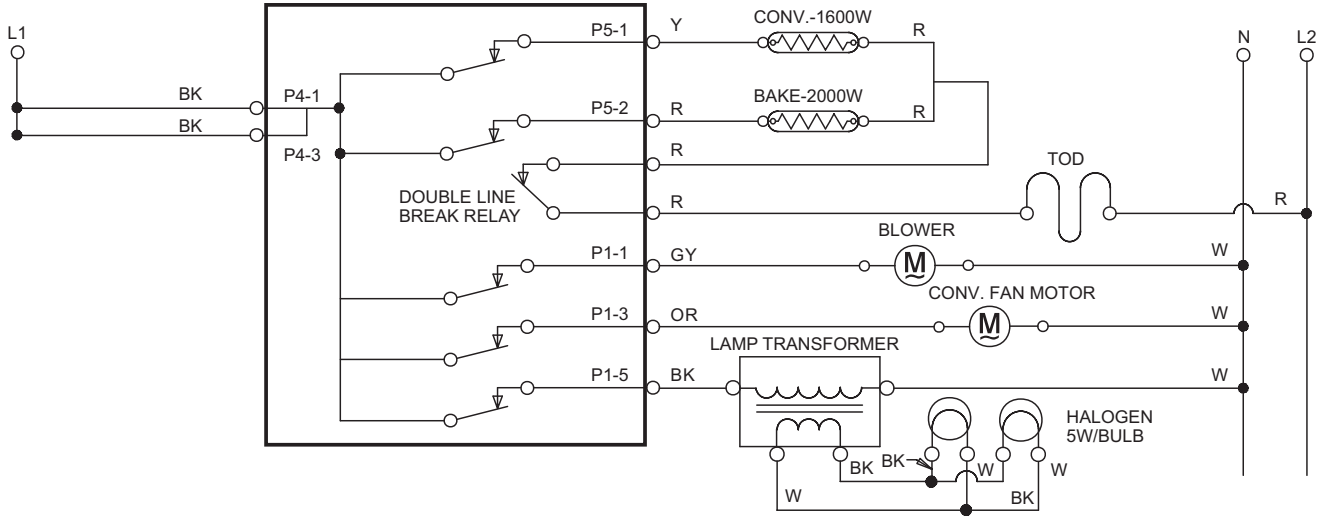 L1
BK
BK
P4-1
P4-3
P5-1
Y
CONV.-1600W
R
P5-2
R
BAKE-2000W
R
R
DOUBLE LINE
BREAK RELAY
R
TOD
R
N
L2
P1-1
GY
BLOWER
M
W
P1-3
OR
CONV. FAN MOTOR
M
W
P1-5
BK
LAMP TRANSFORMER
W
HALOGEN
5W/BULB
BK
BK
W
W
W
BK